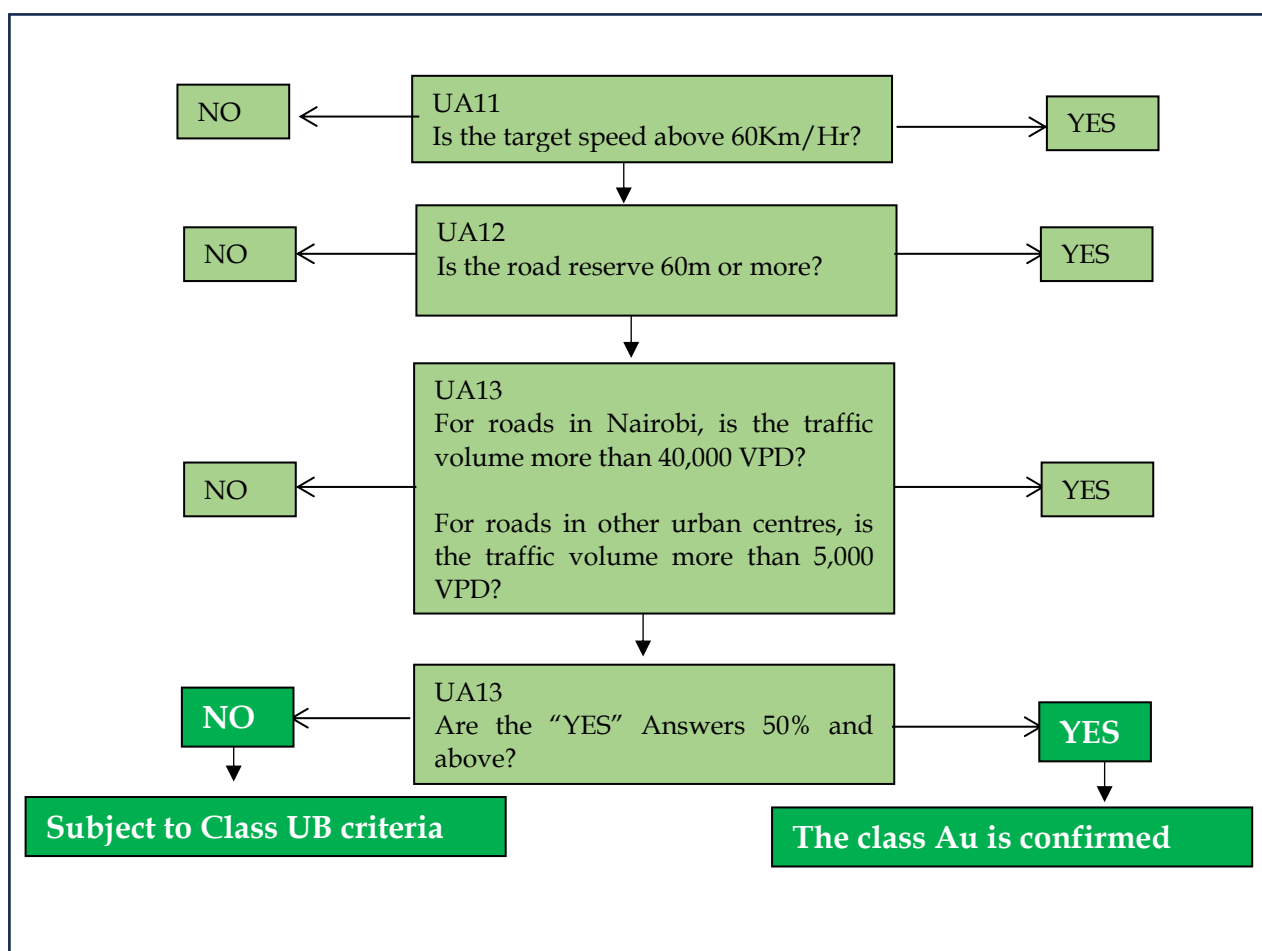 UA11
Is the target speed above 60Km/Hr?
NO
YES
UA12
Is the road reserve 60m or more?
NO
YES
UA13
For roads in Nairobi, is the traffic
volume more than 40,000 VPD?
For roads in other urban centres, is
the traffic volume more than 5,000
VPD?
NO
YES
UA13
Are the “YES” Answers 50% and
above?
NO
YES
Subject to Class UB criteria
The class Au is confirmed